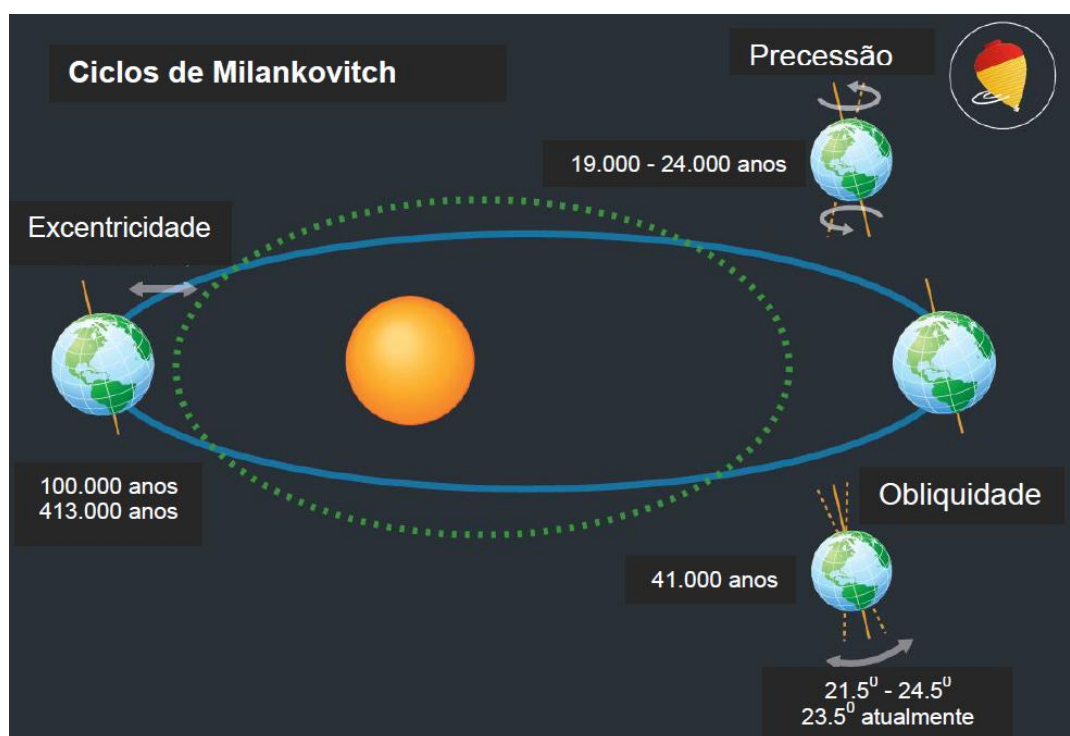 Ciclos de Milankovitch
Precessão
19.000 - 24.000 anos
Excentricidade
100.000 anos
413.000 anos
Obliquidade
41.000 anos
21.5⁰ - 24.5⁰
23.5⁰ atualmente